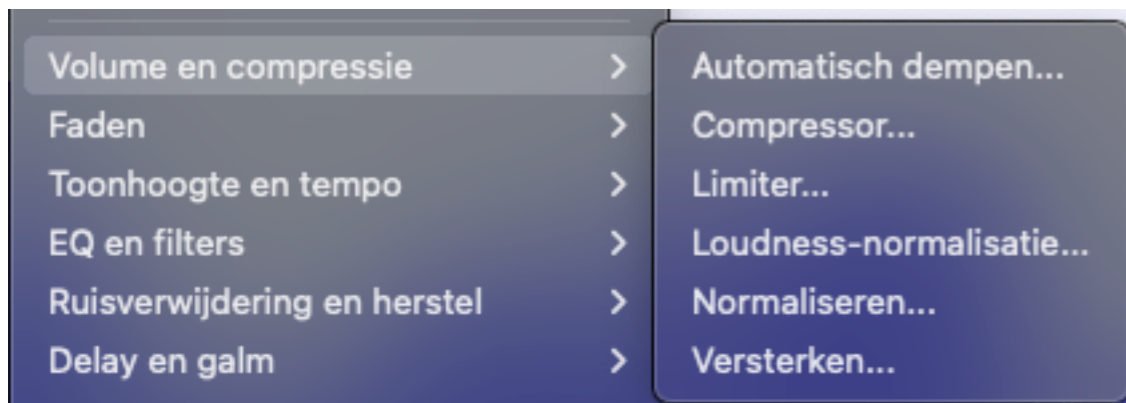 Volume en compressie
Faden
Toonhoogte en tempo
EQ en filters
Ruisverwijdering en herstel
Delay en galm
Automatisch dempen...
Compressor...
Limiter...
Loudness-normalisatie...
Normaliseren...
Versterken...